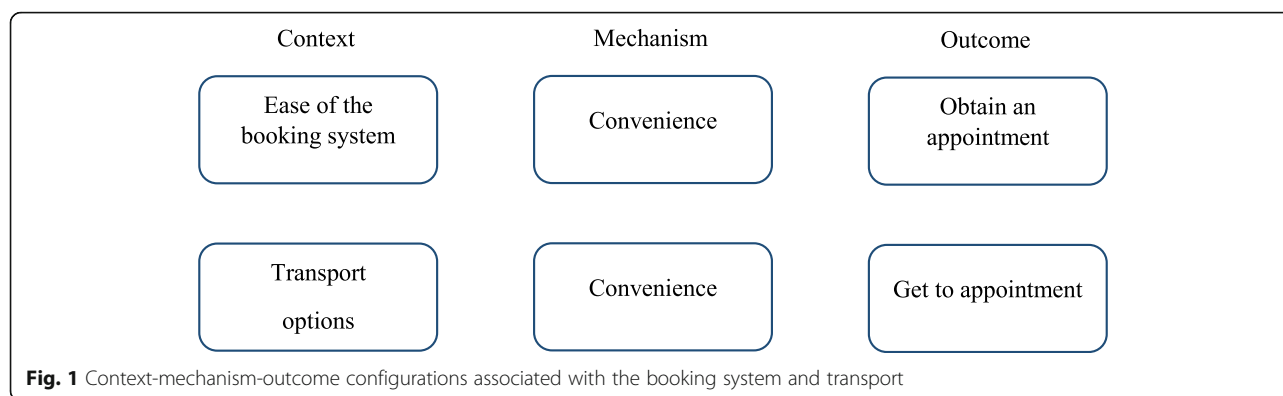 Context Mechanism Outcome
Ease of the
booking system
Convenience
Obtain an
appointment
Transport
options
Convenience
Get to appointment
Fig. 1 Context-mechanism-outcome configurations associated with the booking system and transport